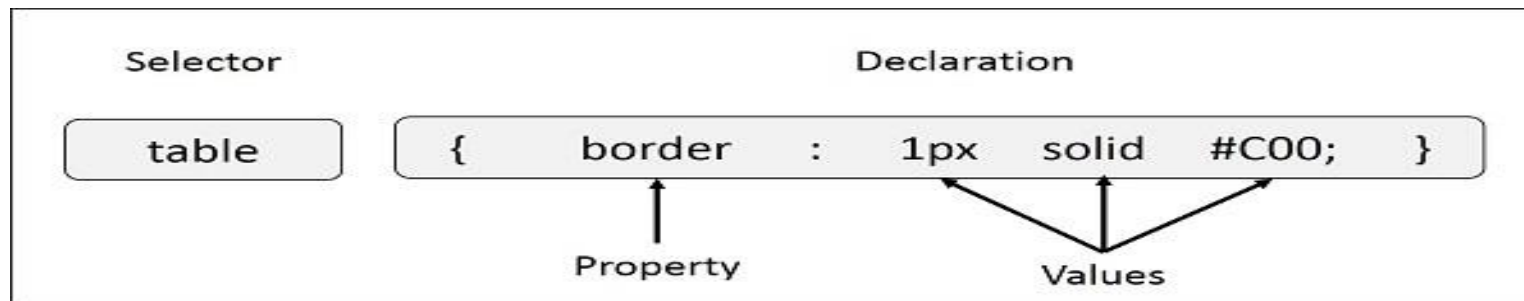 Selector Declaration
table { border : 1px solid #C00; }
Property Values